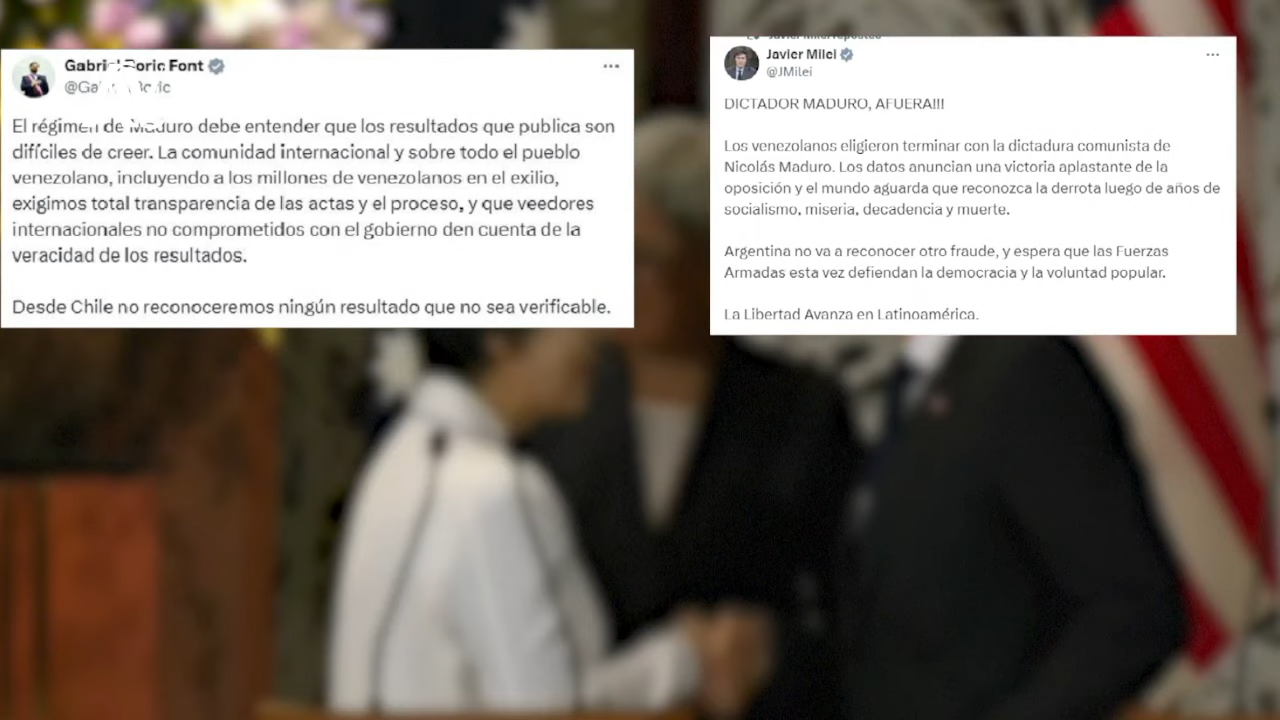 Gabriel Boric Font
El régimen de Maduro debe entender que los resultados que publica son
difíciles de creer. La comunidad internacional y sobre todo el pueblo
venezolano, incluyendo a los millones de venezolanos en el exilio,
exigimos total transparencia de las actas y el proceso, y que veedores
internacionales no comprometidos con el gobierno den cuenta de la
veracidad de los resultados.
Desde Chile no reconoceremos ningún resultado que no sea verificable.
Javier Milei
@JMilei
DICTADOR MADURO, AFUERA!!!
Los venezolanos eligieron terminar con la dictadura comunista de
Nicolás Maduro. Los datos anuncian una victoria aplastante de la
oposición y el mundo aguarda que reconozca la derrota luego de años de
socialismo, miseria, decadencia y muerte.
Argentina no va a reconocer otro fraude, y espera que las Fuerzas
Armadas esta vez defiendan la democracia y la voluntad popular.
La Libertad Avanza en Latinoamérica.